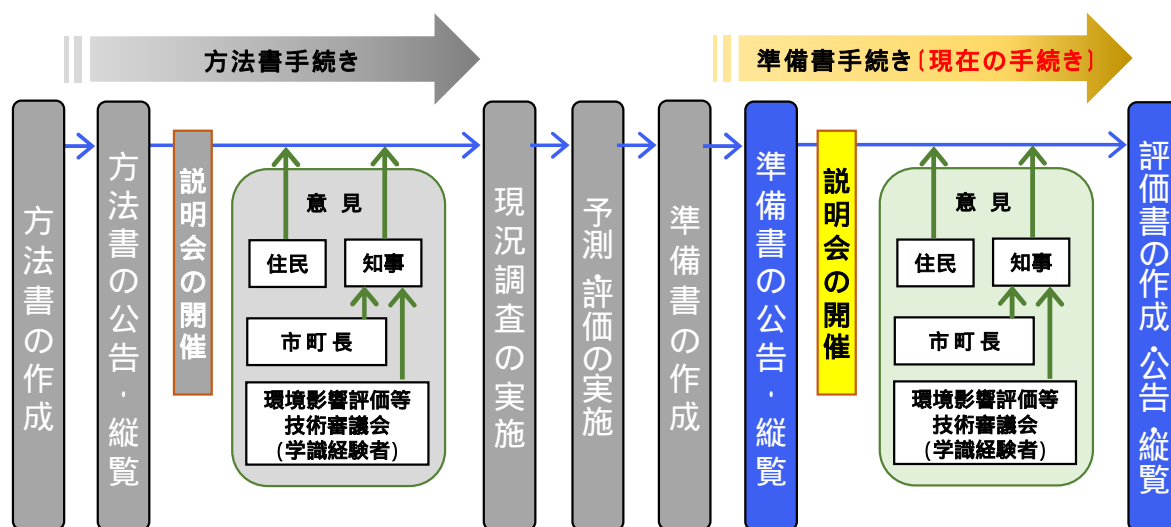 方法書手続き
準備書手続き[現在の手続き]
方法書の作成
方法書の公告・縦覧
説明会の開催
意見
住民
知事
市町長
環境影響評価等
技術審議会
(学識経験者)
現況調査の実施
予測・評価の実施
準備書の作成
準備書の公告・縦覧
説明会の開催
意見
住民
知事
市町長
環境影響評価等
技術審議会
(学識経験者)
評価書の作成・公告・縦覧